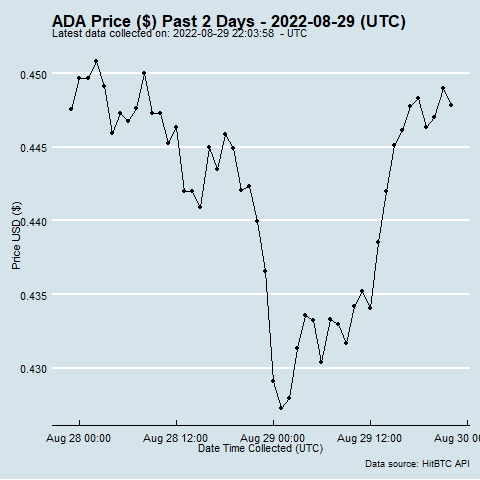 ADA Price ($) Past 2 Days - 2022-08-29 (UTC)
Latest data collected on: 2022-08-29 22:03:58 - UTC
Price USD ($)
0.450
0.445
0.440
0.435
0.430
Aug 28 00:00 Aug 28 12:00 Aug 29 00:00 Aug 29 12:00 Aug 30 00
Date Time Collected (UTC)
Data source: HitBTC API